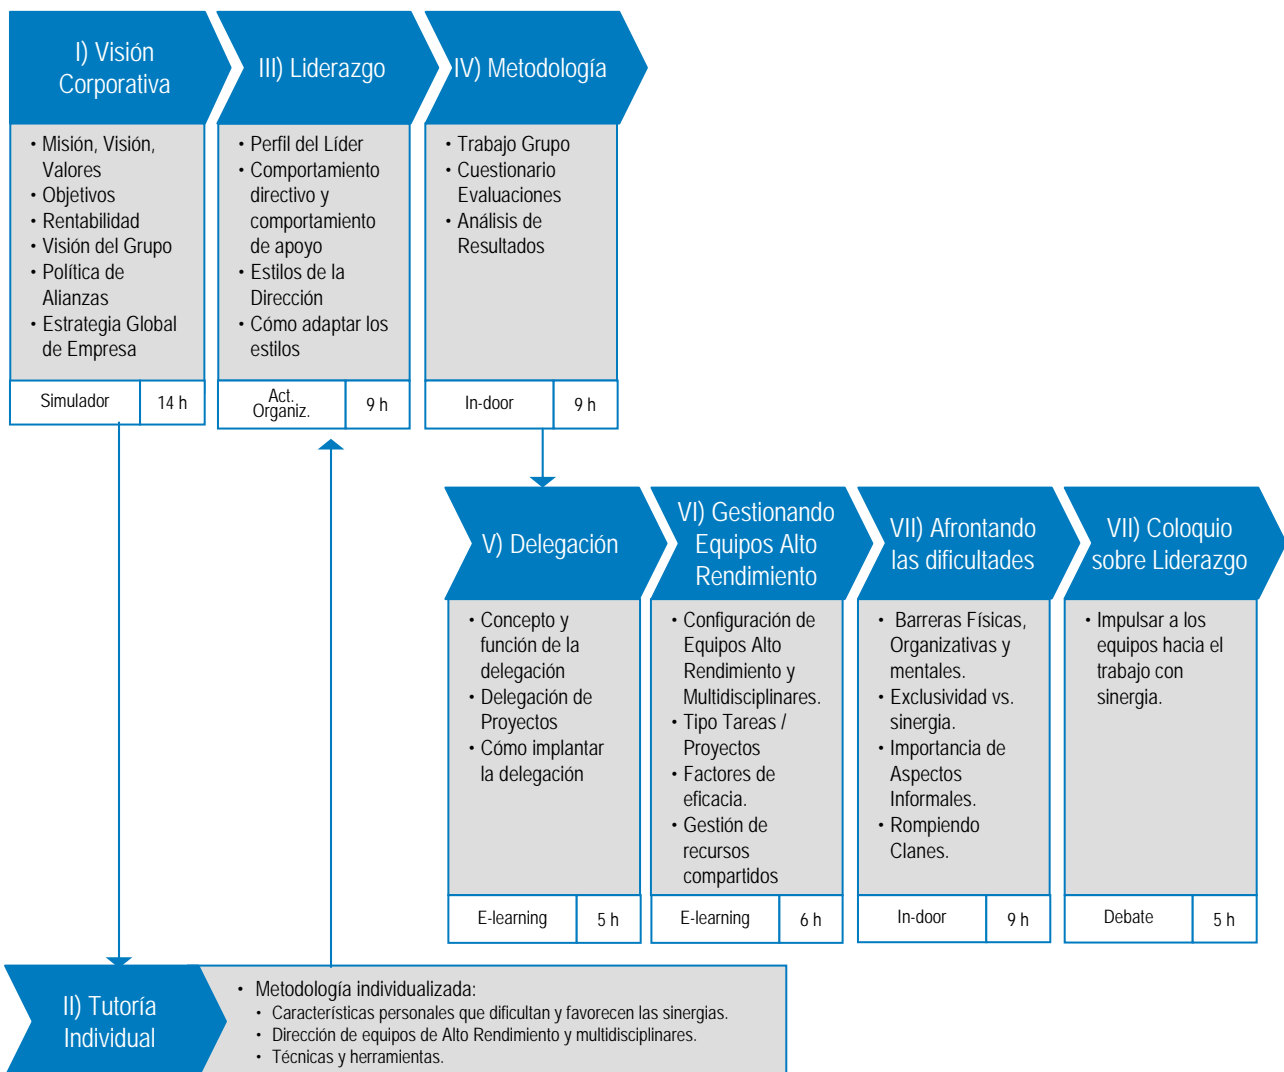 I) Visión
Corporativa
• Misión, Visión,
Valores
• Objetivos
• Rentabilidad
• Visión del Grupo
• Política de
Alianzas
• Estrategia Global
de Empresa
Simulador
14 h
III) Liderazgo
• Perfil del Líder
• Comportamiento
directivo y
comportamiento
de apoyo
• Estilos de la
Dirección
• Cómo adaptar los
estilos
Act.
Organiz.
9 h
IV) Metodología
• Trabajo Grupo
• Cuestionario
Evaluaciones
• Análisis de
Resultados
In-door
9 h
V) Delegación
• Concepto y
función de la
delegación
• Delegación de
Proyectos
• Cómo implantar
la delegación
E-learning
5 h
VI) Gestionando
Equipos Alto
Rendimiento
• Configuración de
Equipos Alto
Rendimiento y
Multidisciplinares.
• Tipo Tareas /
Proyectos
• Factores de
eficacia.
• Gestión de
recursos
compartidos
E-learning
6 h
VII) Afrontando
las dificultades
• Barreras Físicas,
Organizativas y
mentales.
• Exclusividad vs.
sinergia.
• Importancia de
Aspectos
Informales.
• Rompiendo
Clanes.
In-door
9 h
VII) Coloquio
sobre Liderazgo
• Impulsar a los
equipos hacia el
trabajo con
sinergia.
Debate
5 h
II) Tutoría
Individual
• Metodología individualizada:
• Características personales que dificultan y favorecen las sinergias.
• Dirección de equipos de Alto Rendimiento y multidisciplinares.
• Técnicas y herramientas.